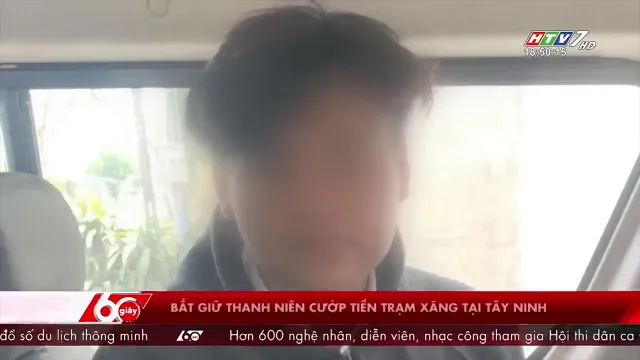 HTV7 HD
18:50:15
60 giây
BẮT GIỮ THANH NIÊN CƯỚP TIỀN TRẠM XĂNG TẠI TÂY NINH
đổ số du lịch thông minh 60 Hơn 600 nghệ nhân, diễn viên, nhạc công tham gia Hội thi dân ca